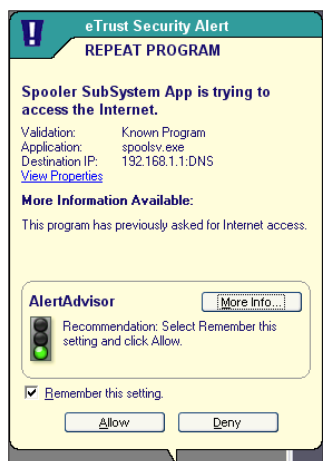 eTrust Security Alert
REPEAT PROGRAM
Spooler SubSystem App is trying to
access the Internet.
Validation: Known Program
Application: spoolsv.exe
Destination IP: 192.168.1.1:DNS
View Properties
More Information Available:
This program has previously asked for Internet access.
AlertAdvisor More Info...
Recommendation: Select Remember this
setting and click Allow.
Remember this setting.
Allow Deny